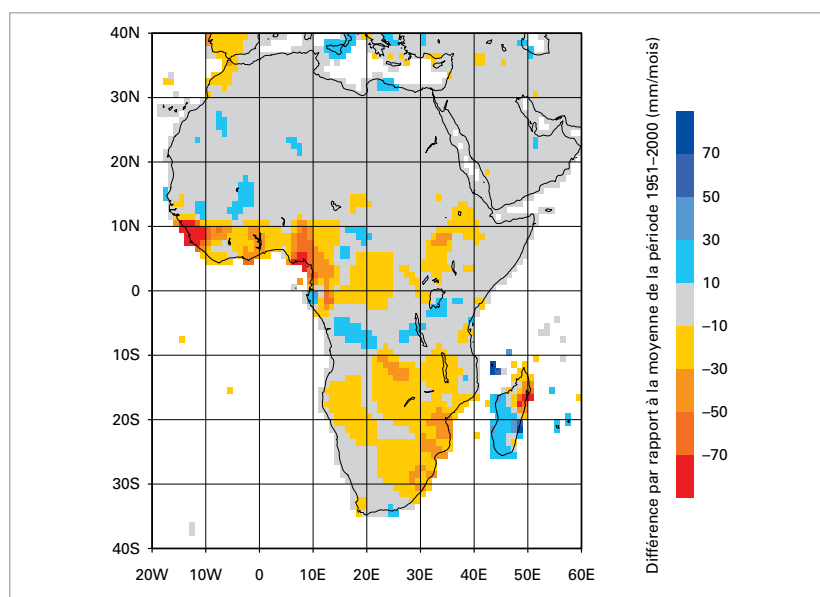 40N
30N
20N
10N
0
10S
20S
30S
40S
20W 10W 0 10E 20E 30E 40E 50E 60E
Différence par rapport à la moyenne de la période 1951–2000 (mm/mois)
70
50
30
10
–10
–30
–50
–70